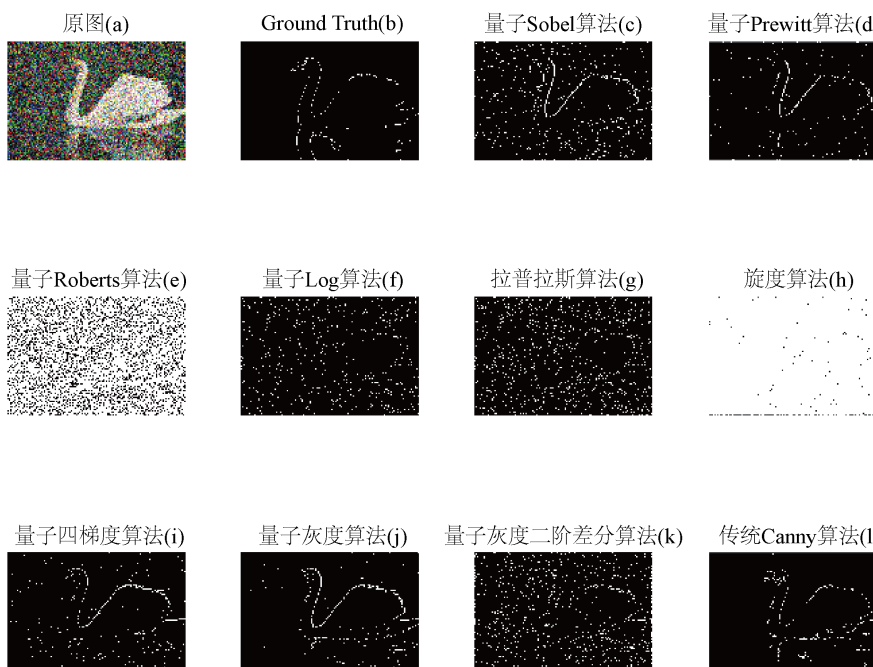 原图(a)
Ground Truth(b)
量子Sobel算法(c)
量子Prewitt算法(d
量子Roberts算法(e)
量子Log算法(f)
拉普拉斯算法(g)
旋度算法(h)
量子四梯度算法(i)
量子灰度算法(j)
量子灰度二阶差分算法(k)
传统Canny算法(l